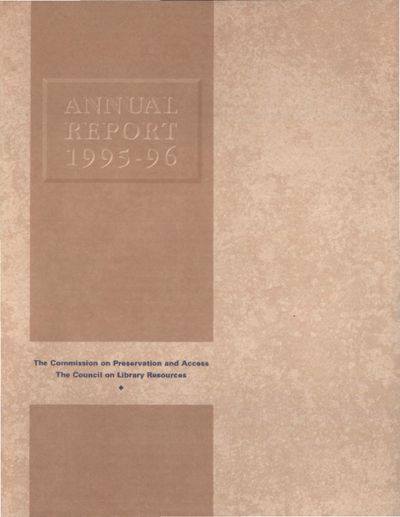 ANNUAL
REPORT
1995-96
The Commission on Preservation and Access
The Council on Library Resources